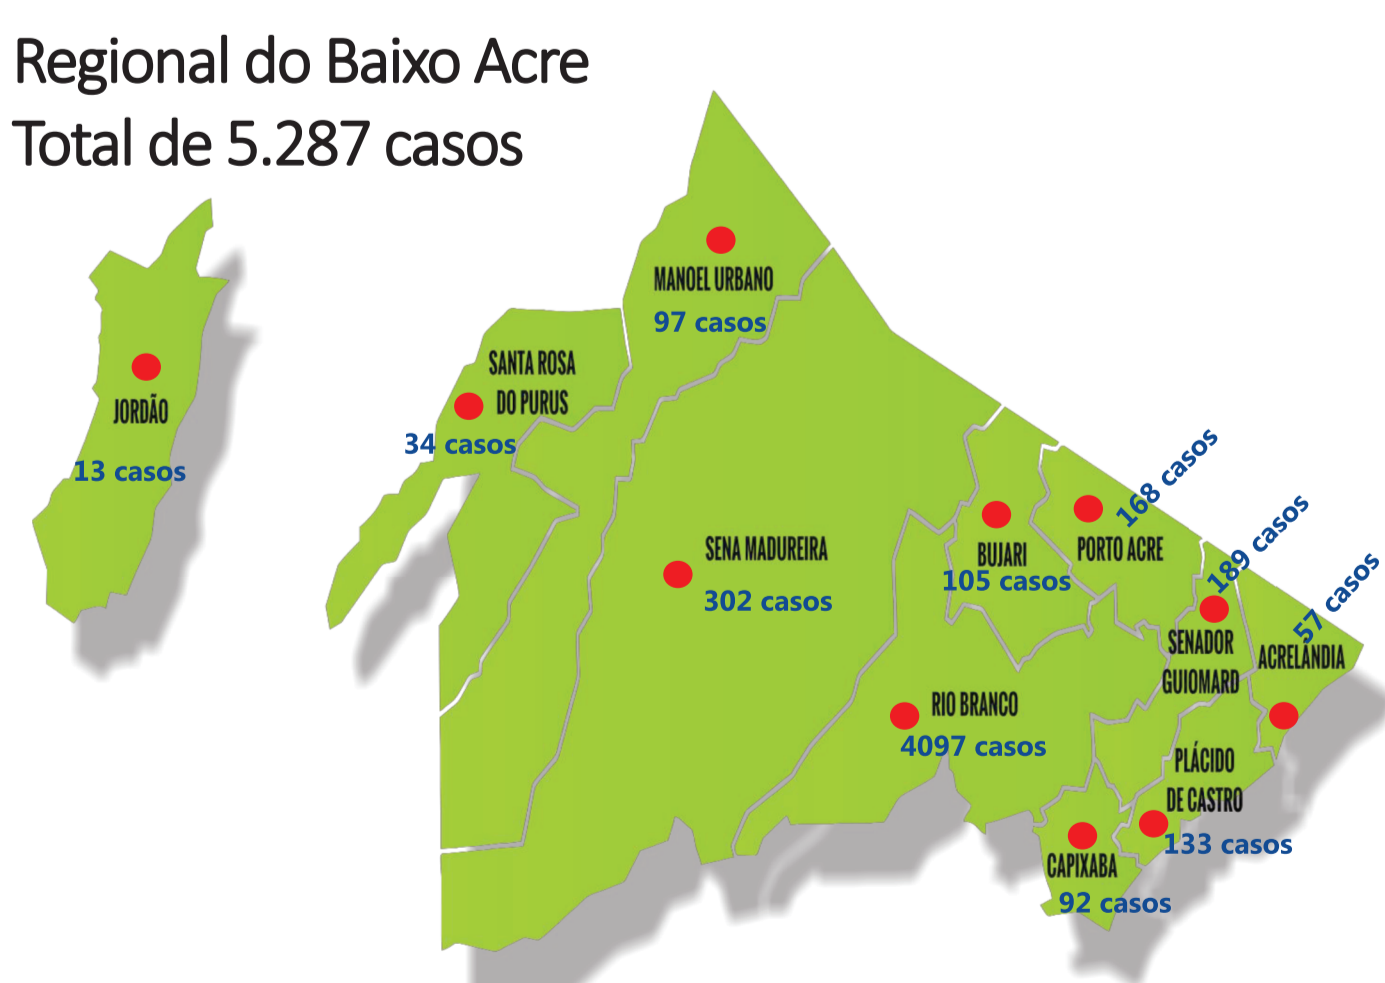 Regional do Baixo Acre
Total de 5.287 casos
MANOEL URBANO
97 casos
SANTA ROSA
DO PURUS
34 casos
JORDÃO
13 casos
SENA MADUREIRA
302 casos
BUJARI
105 casos
PORTO ACRE
168 casos
189 casos
SENADOR
GUIOMARD
57 casos
ACRELÂNDIA
RIO BRANCO
4097 casos
PLÁCIDO
DE CASTRO
133 casos
CAPIXABA
92 casos